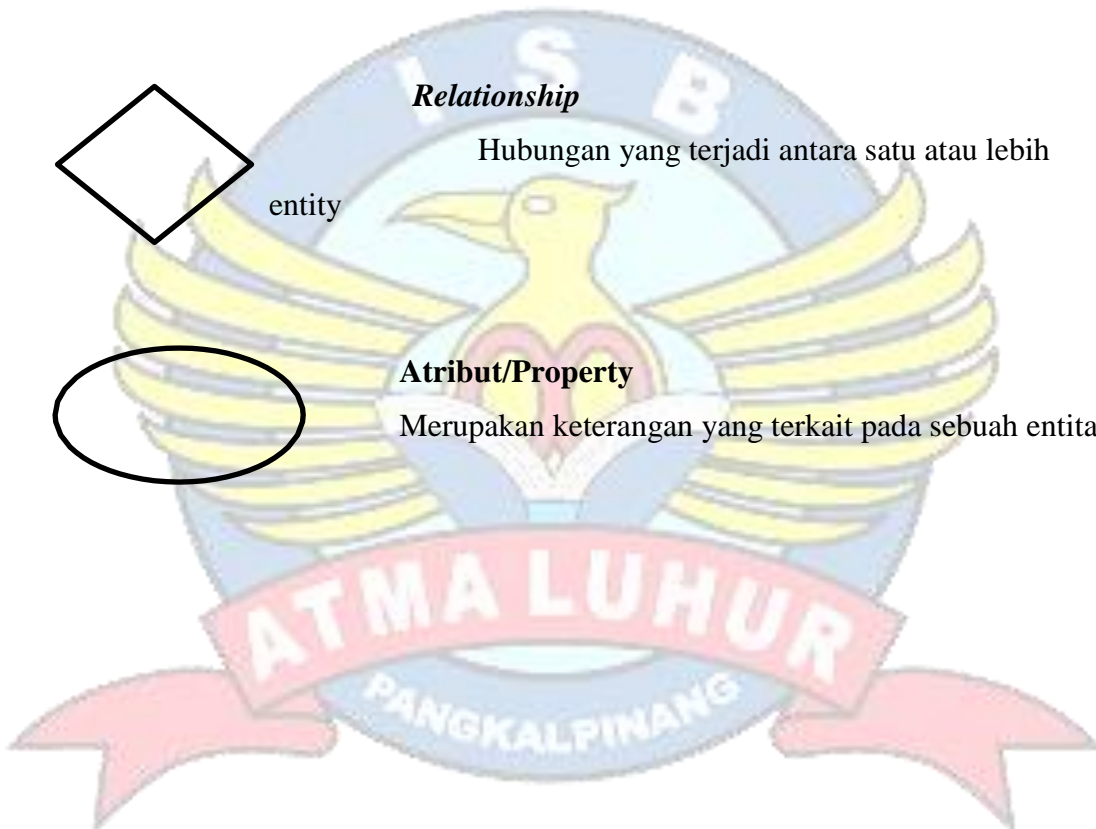 I S B
Relationship
Hubungan yang terjadi antara satu atau lebih
entity
Atribut/Property
Merupakan keterangan yang terkait pada sebuah entita
ATMA LUHUR
PANGKALPINANG